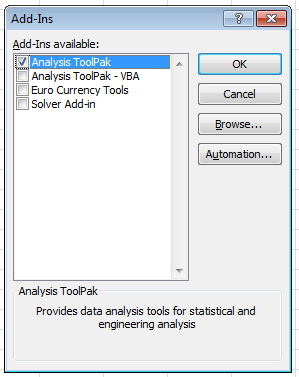 Add-Ins
?
Add-Ins available:
Analysis ToolPak
Analysis ToolPak - VBA
Euro Currency Tools
Solver Add-in
OK
Cancel
Browse...
Automation...
Analysis ToolPak
Provides data analysis tools for statistical and
engineering analysis